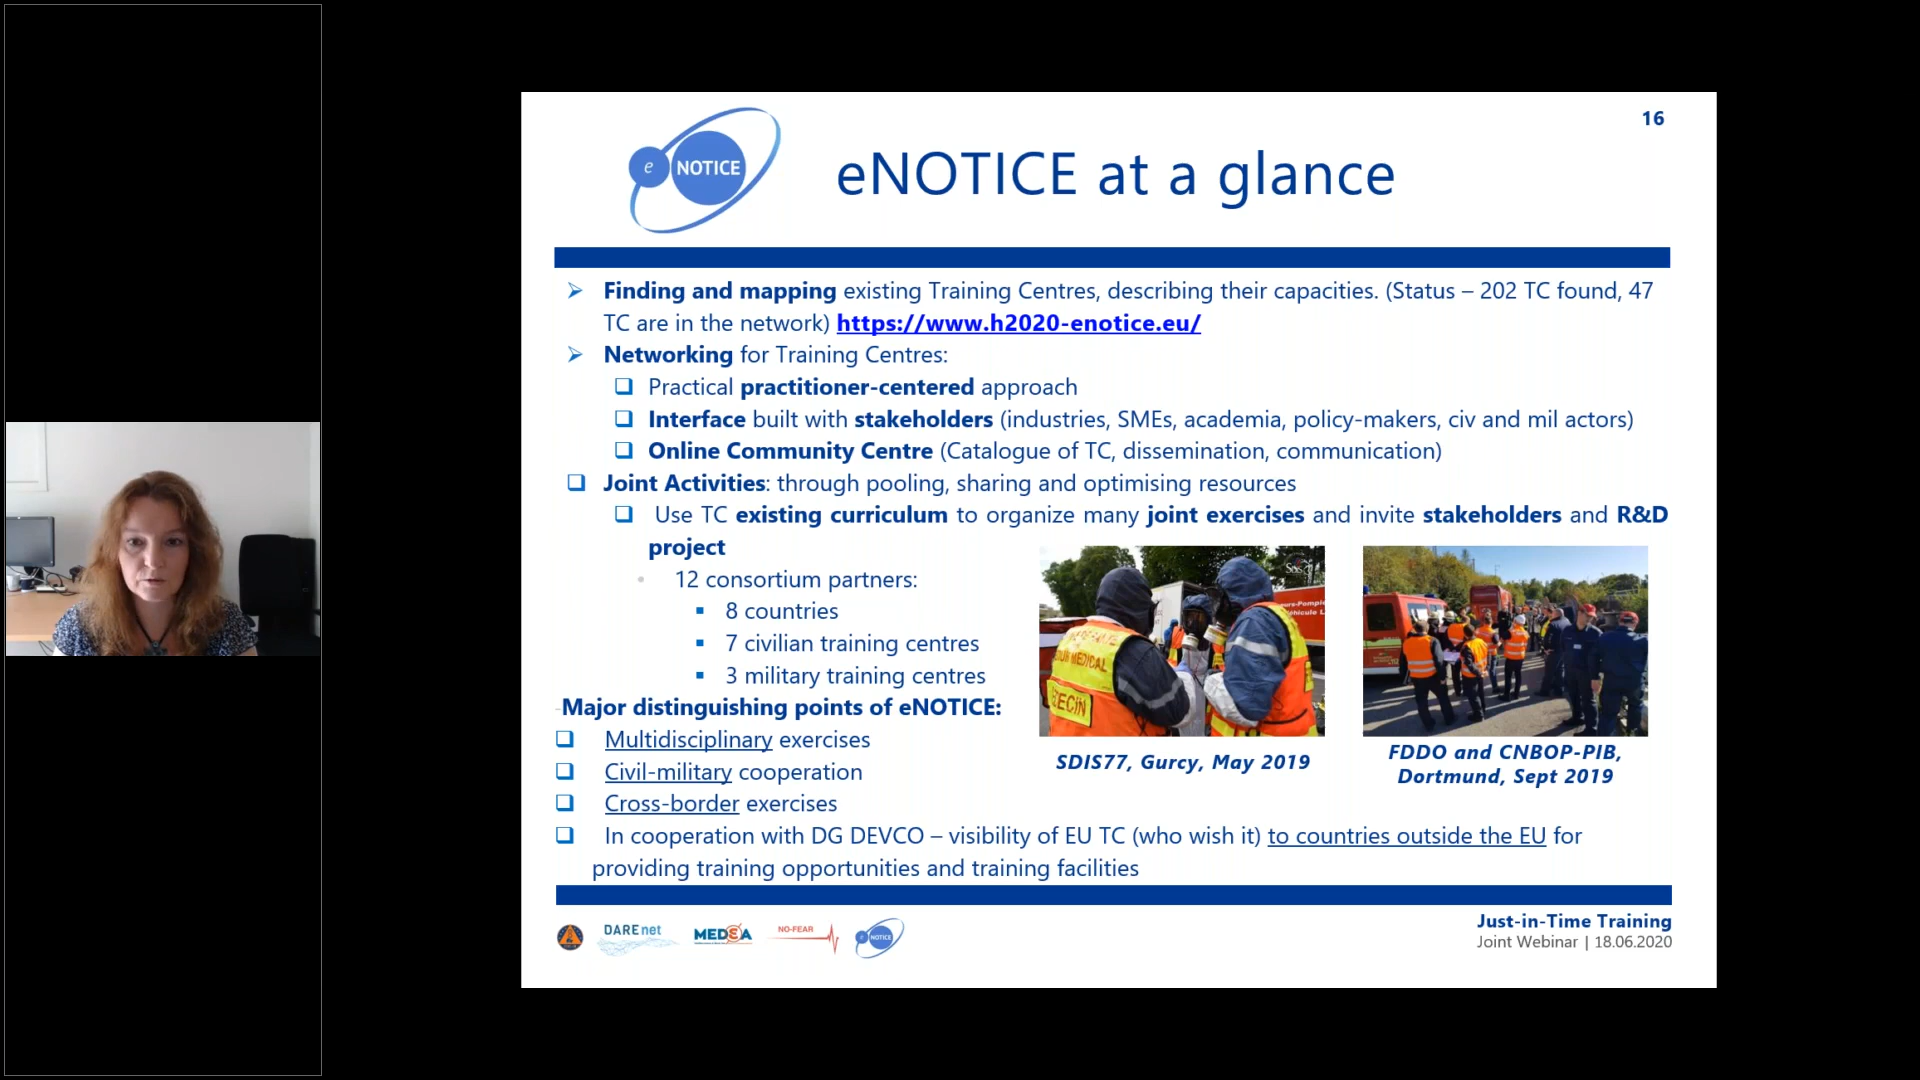 16
e NOTICE
eNOTICE at a glance
Finding and mapping existing Training Centres, describing their capacities. (Status – 202 TC found, 47
TC are in the network) https://www.h2020-enotice.eu/
Networking for Training Centres:
Practical practitioner-centered approach
Interface built with stakeholders (industries, SMEs, academia, policy-makers, civ and mil actors)
Online Community Centre (Catalogue of TC, dissemination, communication)
Joint Activities: through pooling, sharing and optimising resources
Use TC existing curriculum to organize many joint exercises and invite stakeholders and R&D
project
12 consortium partners:
8 countries
7 civilian training centres
3 military training centres
-Major distinguishing points of eNOTICE:
Multidisciplinary exercises
Civil-military cooperation
Cross-border exercises
In cooperation with DG DEVCO – visibility of EU TC (who wish it) to countries outside the EU for
providing training opportunities and training facilities
MEDICAL
SDIS77, Gurcy, May 2019
FDDO and CNBOP-PIB,
Dortmund, Sept 2019
DAREnet
MEDEA
NO-FEAR
e NOTICE
Just-in-Time Training
Joint Webinar | 18.06.2020